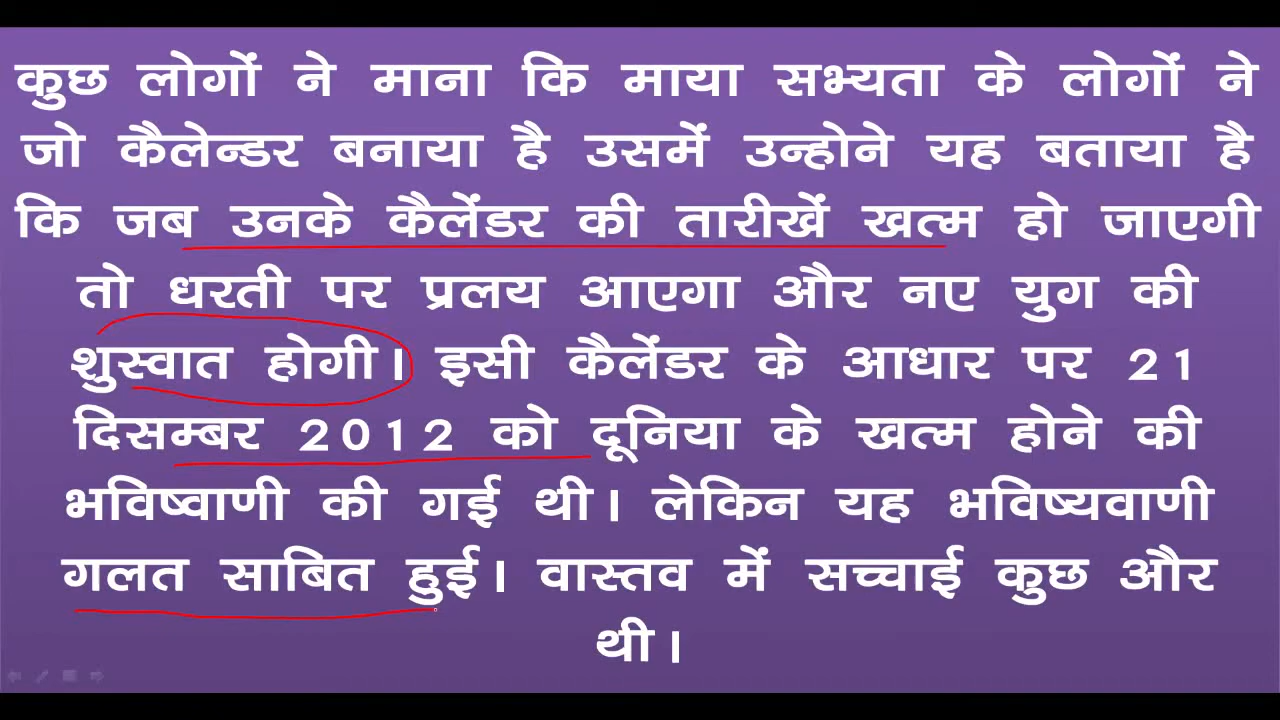 कुछ लोगों ने माना कि माया सभ्यता के लोगों ने
जो कैलेन्डर बनाया है उसमें उन्होने यह बताया है
कि जब उनके कैलेंडर की तारीखें खत्म हो जाएगी
तो धरती पर प्रलय आएगा और नए युग की
शुस्वात होगी। इसी कैलेंडर के आधार पर 21
दिसम्बर 2012 को दूनिया के खत्म होने की
भविष्वाणी की गई थी। लेकिन यह भविष्यवाणी
गलत साबित हुई। वास्तव में सच्चाई कुछ और
थी।